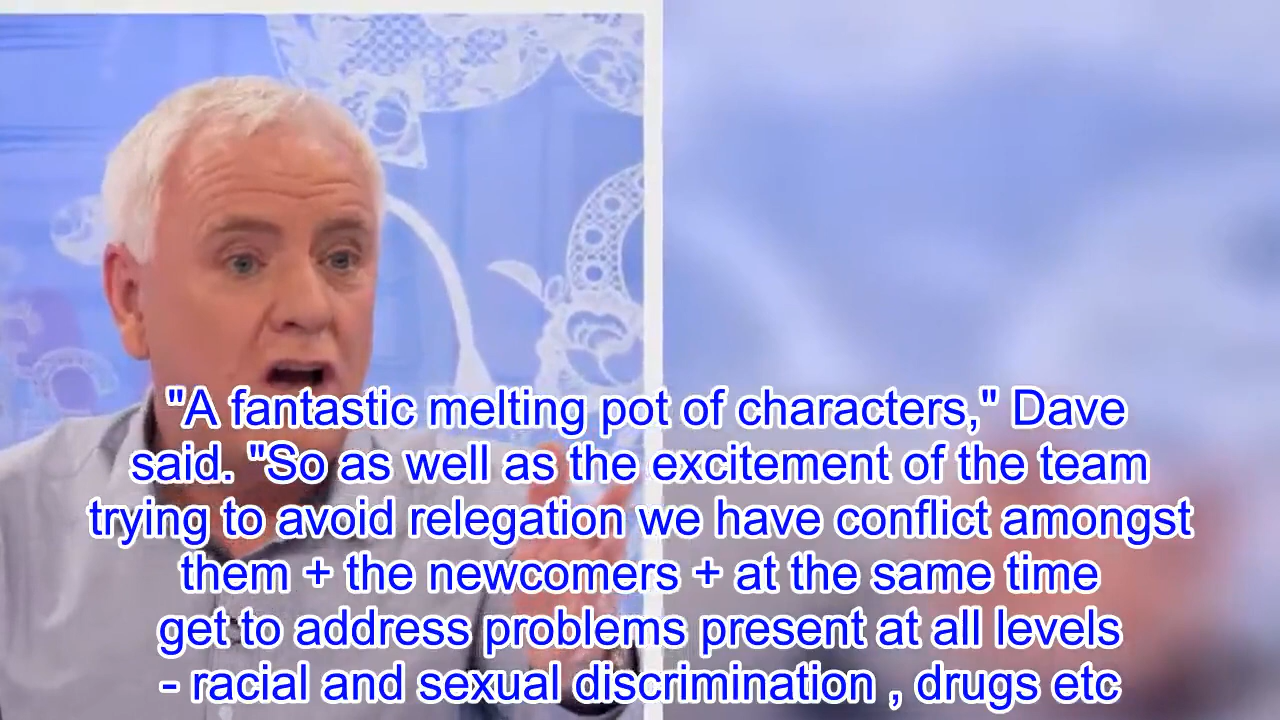 "A fantastic melting pot of characters," Dave
said. "So as well as the excitement of the team
trying to avoid relegation we have conflict amongst
them + the newcomers + at the same time
get to address problems present at all levels
- racial and sexual discrimination , drugs etc